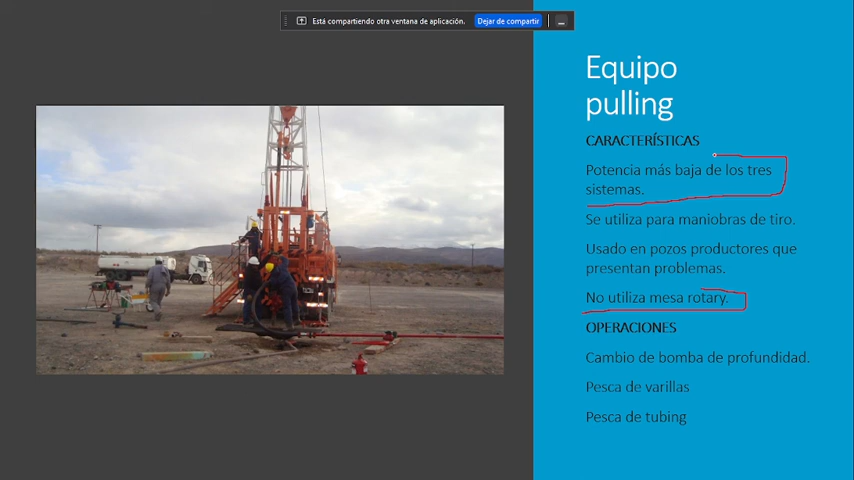 Está compartiendo otra ventana de aplicación. Dejar de compartir
Equipo
pulling
CARACTERÍSTICAS
Potencia más baja de los tres
sistemas.
Se utiliza para maniobras de tiro.
Usado en pozos productores que
presentan problemas.
No utiliza mesa rotary.
OPERACIONES
Cambio de bomba de profundidad.
Pesca de varillas
Pesca de tubing